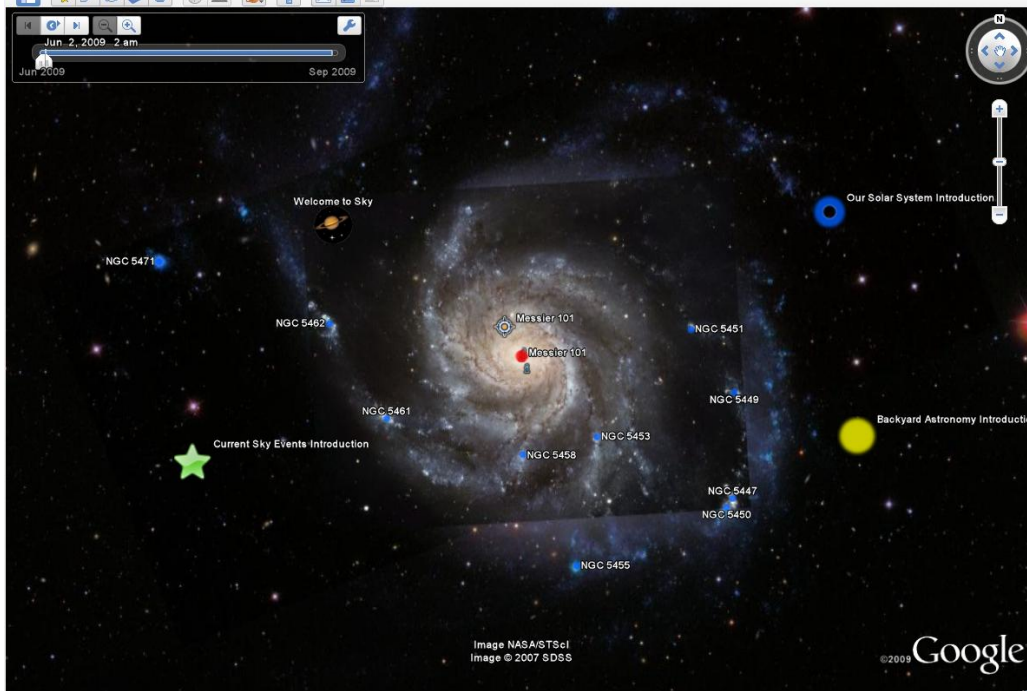 Jun 2, 2009 2 am
Jun 2009
Sep 2009
N
Welcome to Sky
Our Solar System Introduction
NGC 5471
NGC 5462
Messier 101
NGC 5451
Messier 101
NGC 5449
NGC 5461
Backyard Astronomy Introductio
NGC 5453
Current Sky Events Introduction
NGC 5458
NGC 5447
NGC 5450
NGC 5455
Image NASA/STScI
Image © 2007 SDSS
©2009 Google